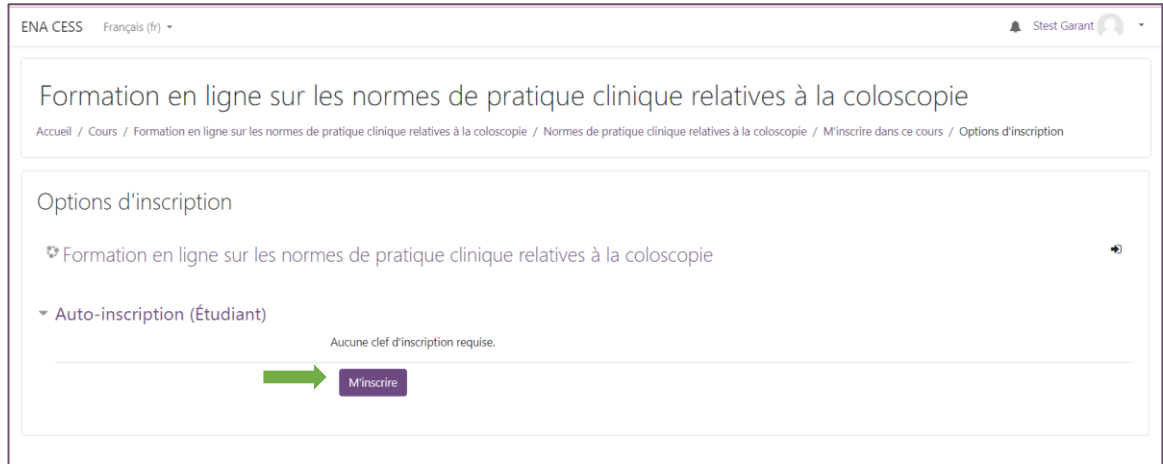 ENA CESS Français (fr)
Stest Garant
Formation en ligne sur les normes de pratique clinique relatives à la coloscopie
Accueil / Cours / Formation en ligne sur les normes de pratique clinique relatives à la coloscopie / Normes de pratique clinique relatives à la coloscopie / M'inscrire dans ce cours / Options d'inscription
Options d'inscription
Formation en ligne sur les normes de pratique clinique relatives à la coloscopie
Auto-inscription (Étudiant)
Aucune clef d'inscription requise.
M'inscrire